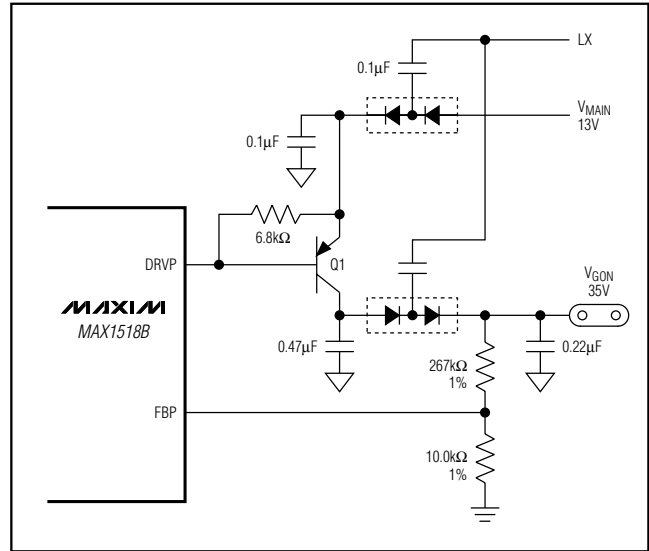 LX
0.1µF
VMAIN
13V
0.1µF
6.8kΩ
DRVP
Q1
VGON
35V
MAXIM
MAX1518B
0.47µF
267kΩ
1%
0.22µF
FBP
10.0kΩ
1%